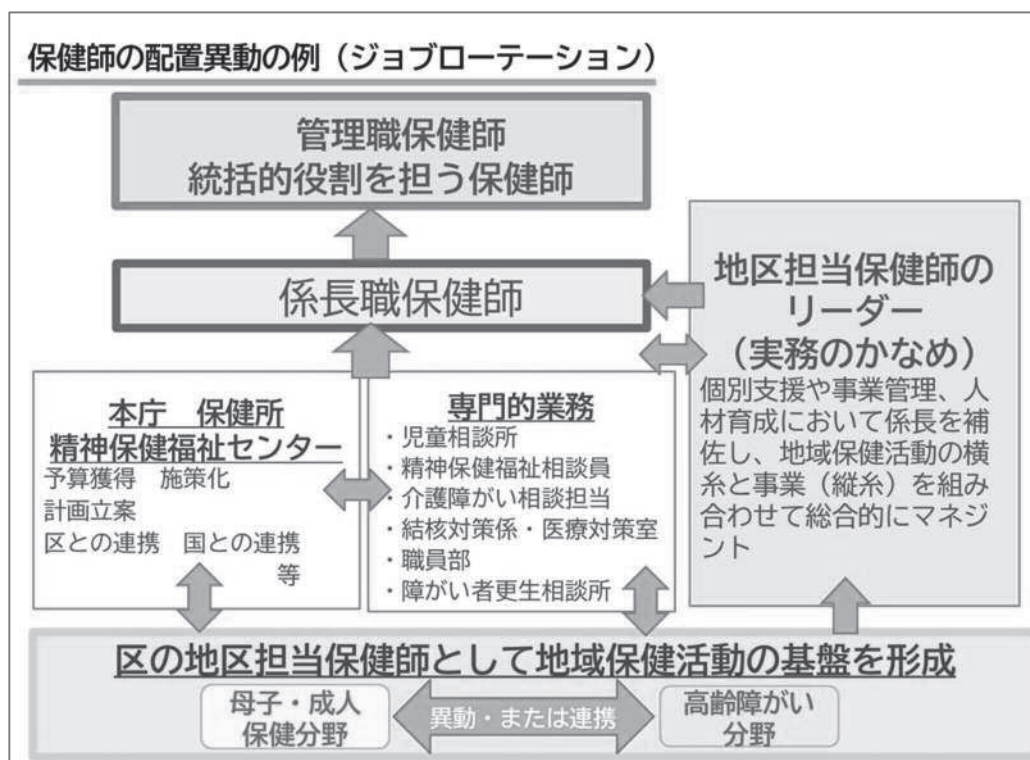 保健師の配置異動の例（ジョブローテーション）
管理職保健師
統括的役割を担う保健師
係長職保健師
地区担当保健師の
リーダー
（実務のかなめ）
個別支援や事業管理、人
材育成において係長を補
佐し、地域保健活動の横
糸と事業（縦糸）を組み
合わせて総合的にマネジ
ント
本庁　保健所
精神保健福祉センター
予算獲得　施策化
計画立案
区との連携　国との連携
等
専門的業務
・児童相談所
・精神保健福祉相談員
・介護障がい相談担当
・結核対策係・医療対策室
・職員部
・障がい者更生相談所
区の地区担当保健師として地域保健活動の基盤を形成
母子・成人
保健分野
異動・または連携
高齢障がい
分野